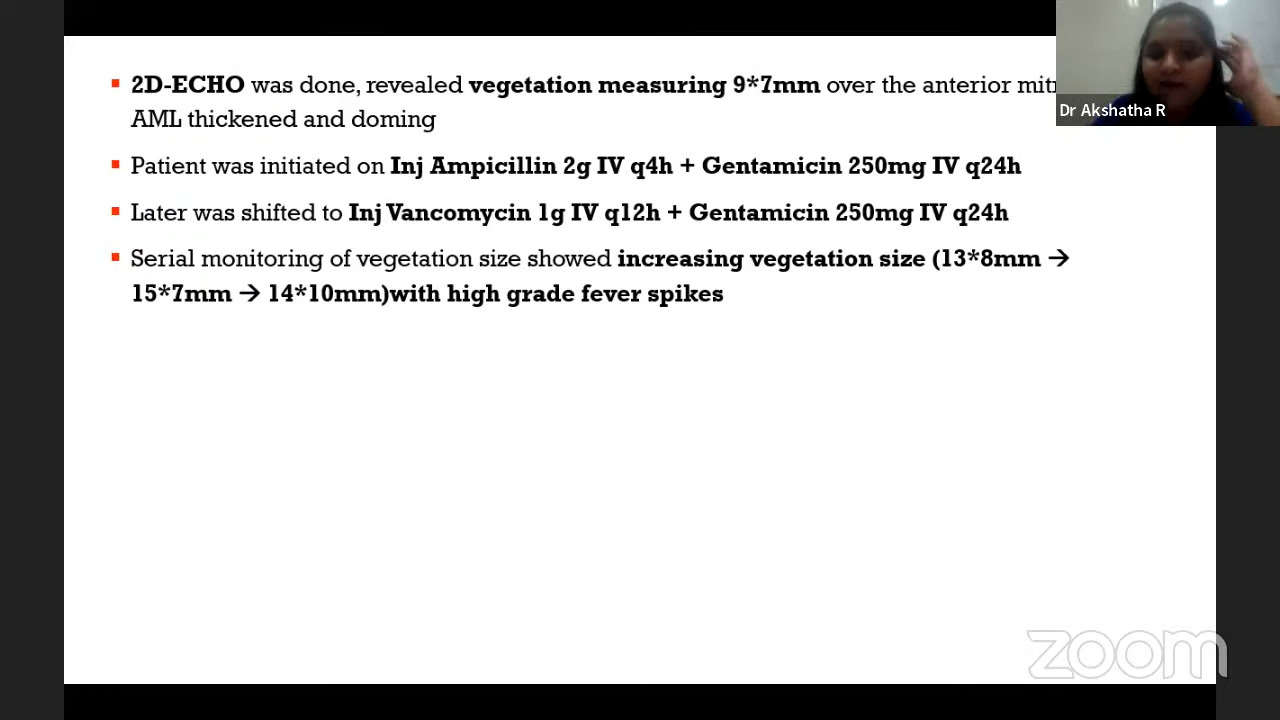 ▪ 2D-ECHO was done, revealed vegetation measuring 9*7mm over the anterior
AML thickened and doming
▪ Patient was initiated on Inj Ampicillin 2g IV q4h + Gentamicin 250mg IV q24h
▪ Later was shifted to Inj Vancomycin 1g IV q12h + Gentamicin 250mg IV q24h
▪ Serial monitoring of vegetation size showed increasing vegetation size (13*8mm →
15*7mm → 14*10mm)with high grade fever spikes
Dr Akshatha R
zoom